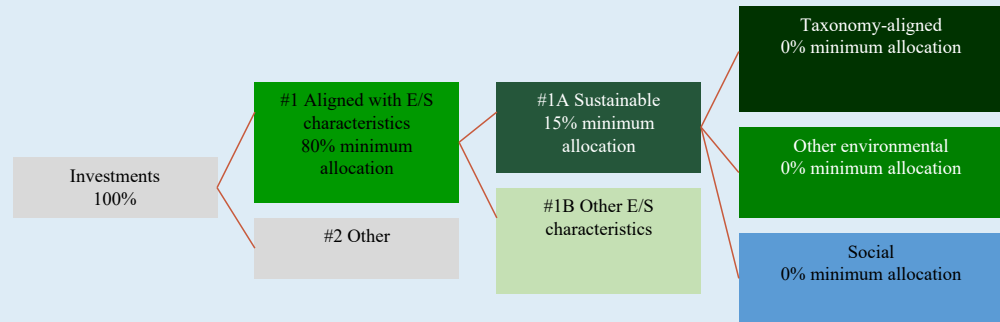 Investments
100%
#1 Aligned with E/S
characteristics
80% minimum
allocation
#2 Other
#1A Sustainable
15% minimum
allocation
#1B Other E/S
characteristics
Taxonomy-aligned
0% minimum allocation
Other environmental
0% minimum allocation
Social
0% minimum allocation